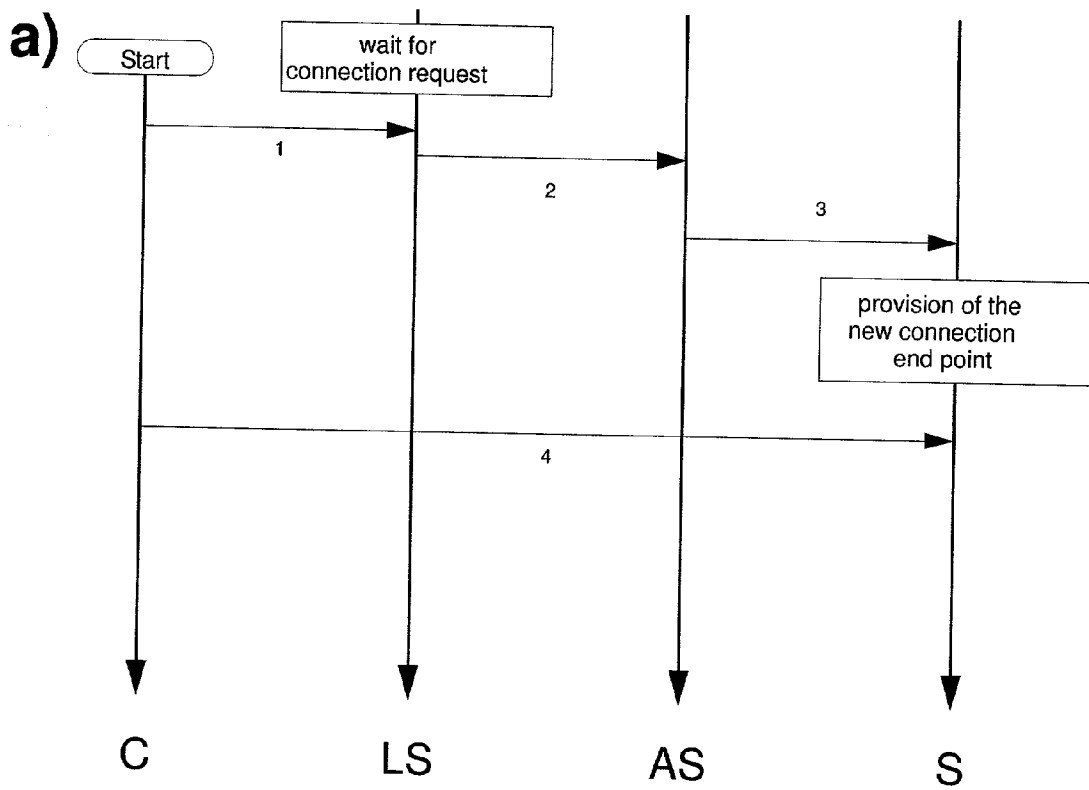 a)
Start
wait for
connection request
1
2
3
provision of the
new connection
end point
4
C
LS
AS
S